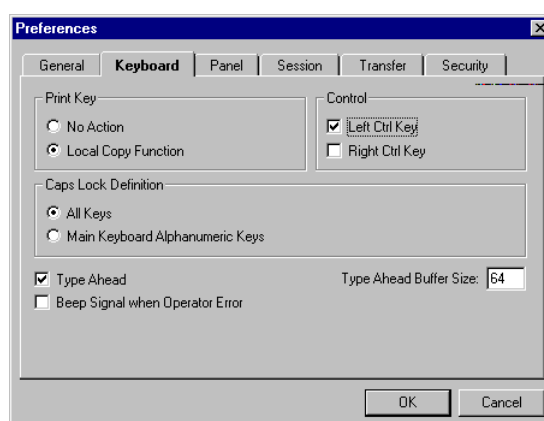 Preferences
General Keyboard Panel Session Transfer Security
Print Key
No Action
Local Copy Function
Control
Left Ctrl Key
Right Ctrl Key
Caps Lock Definition
All Keys
Main Keyboard Alphanumeric Keys
Type Ahead
Type Ahead Buffer Size: 64
Beep Signal when Operator Error
OK Cancel